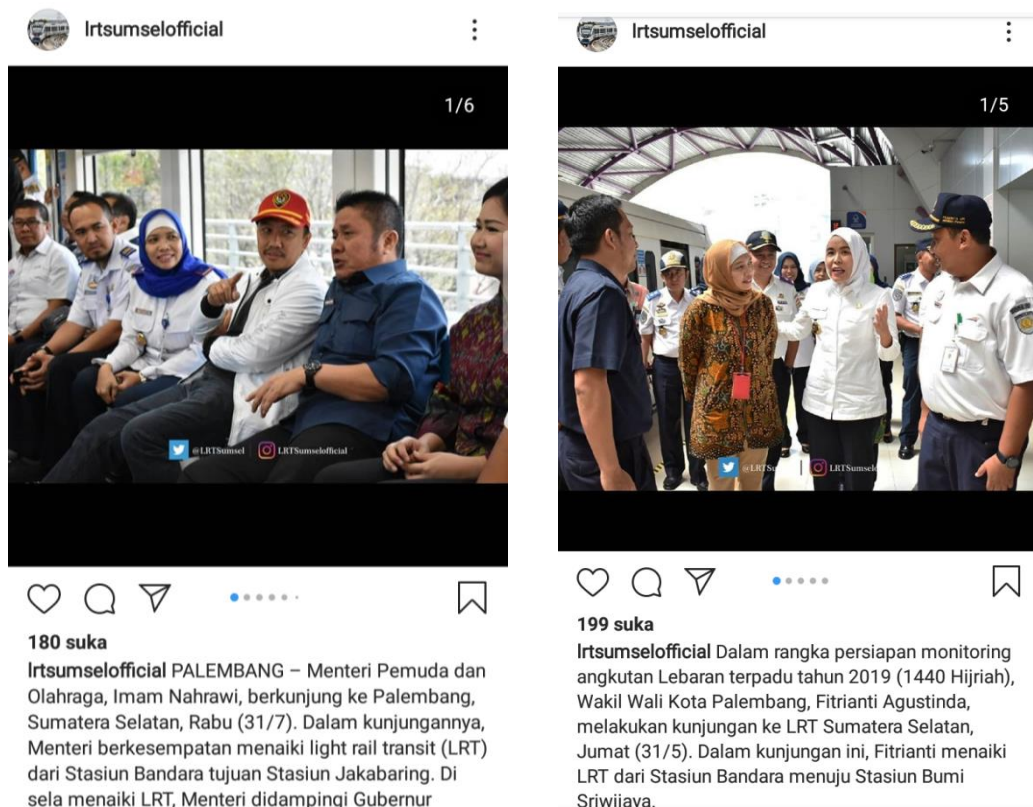 lrtsumselofficial
1/6
@LRTSumsel LRTSumselofficial
180 suka
lrtsumselofficial PALEMBANG – Menteri Pemuda dan
Olahraga, Imam Nahrawi, berkunjung ke Palembang,
Sumatera Selatan, Rabu (31/7). Dalam kunjungannya,
Menteri berkesempatan menaiki light rail transit (LRT)
dari Stasiun Bandara tujuan Stasiun Jakabaring. Di
sela menaiki LRT, Menteri didampingi Gubernur
lrtsumselofficial
1/5
@LRTSu | LRTSumsel
199 suka
lrtsumselofficial Dalam rangka persiapan monitoring
angkutan Lebaran terpadu tahun 2019 (1440 Hijriah),
Wakil Wali Kota Palembang, Fitrianti Agustinda,
melakukan kunjungan ke LRT Sumatera Selatan,
Jumat (31/5). Dalam kunjungan ini, Fitrianti menaiki
LRT dari Stasiun Bandara menuju Stasiun Bumi
Sriwijaya.